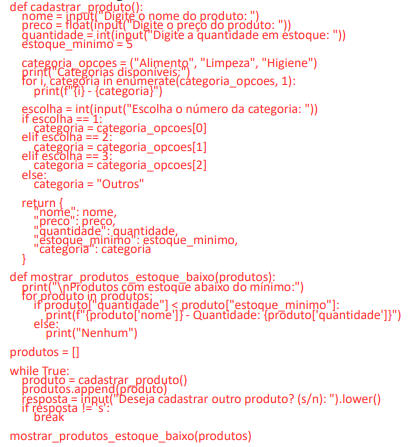 def cadastrar_produto():
    nome = input("Digite o nome do produto: ")
    preco = float(input("Digite o preço do produto: "))
    quantidade = int(input("Digite a quantidade em estoque: "))
    estoque_minimo = 5

    categoria_opcoes = ("Alimento", "Limpeza", "Higiene")
    print("Categorias disponíveis:")
    for i, categoria in enumerate(categoria_opcoes, 1):
        print(f"{i} - {categoria}")

    escolha = int(input("Escolha o número da categoria: "))
    if escolha == 1:
        categoria = categoria_opcoes[0]
    elif escolha == 2:
        categoria = categoria_opcoes[1]
    elif escolha == 3:
        categoria = categoria_opcoes[2]
    else:
        categoria = "Outros"

    return {
        "nome": nome,
        "preco": preco,
        "quantidade": quantidade,
        "estoque_minimo": estoque_minimo,
        "categoria": categoria
    }

def mostrar_produtos_estoque_baixo(produtos):
    print("\nProdutos com estoque abaixo do mínimo:")
    for produto in produtos:
        if produto["quantidade"] < produto["estoque_minimo"]:
            print(f"{produto['nome']} - Quantidade: {produto['quantidade']}")
        else:
            print("Nenhum")

produtos = []

while True:
    produto = cadastrar_produto()
    produtos.append(produto)
    resposta = input("Deseja cadastrar outro produto? (s/n): ").lower()
    if resposta != 's':
        break

mostrar_produtos_estoque_baixo(produtos)